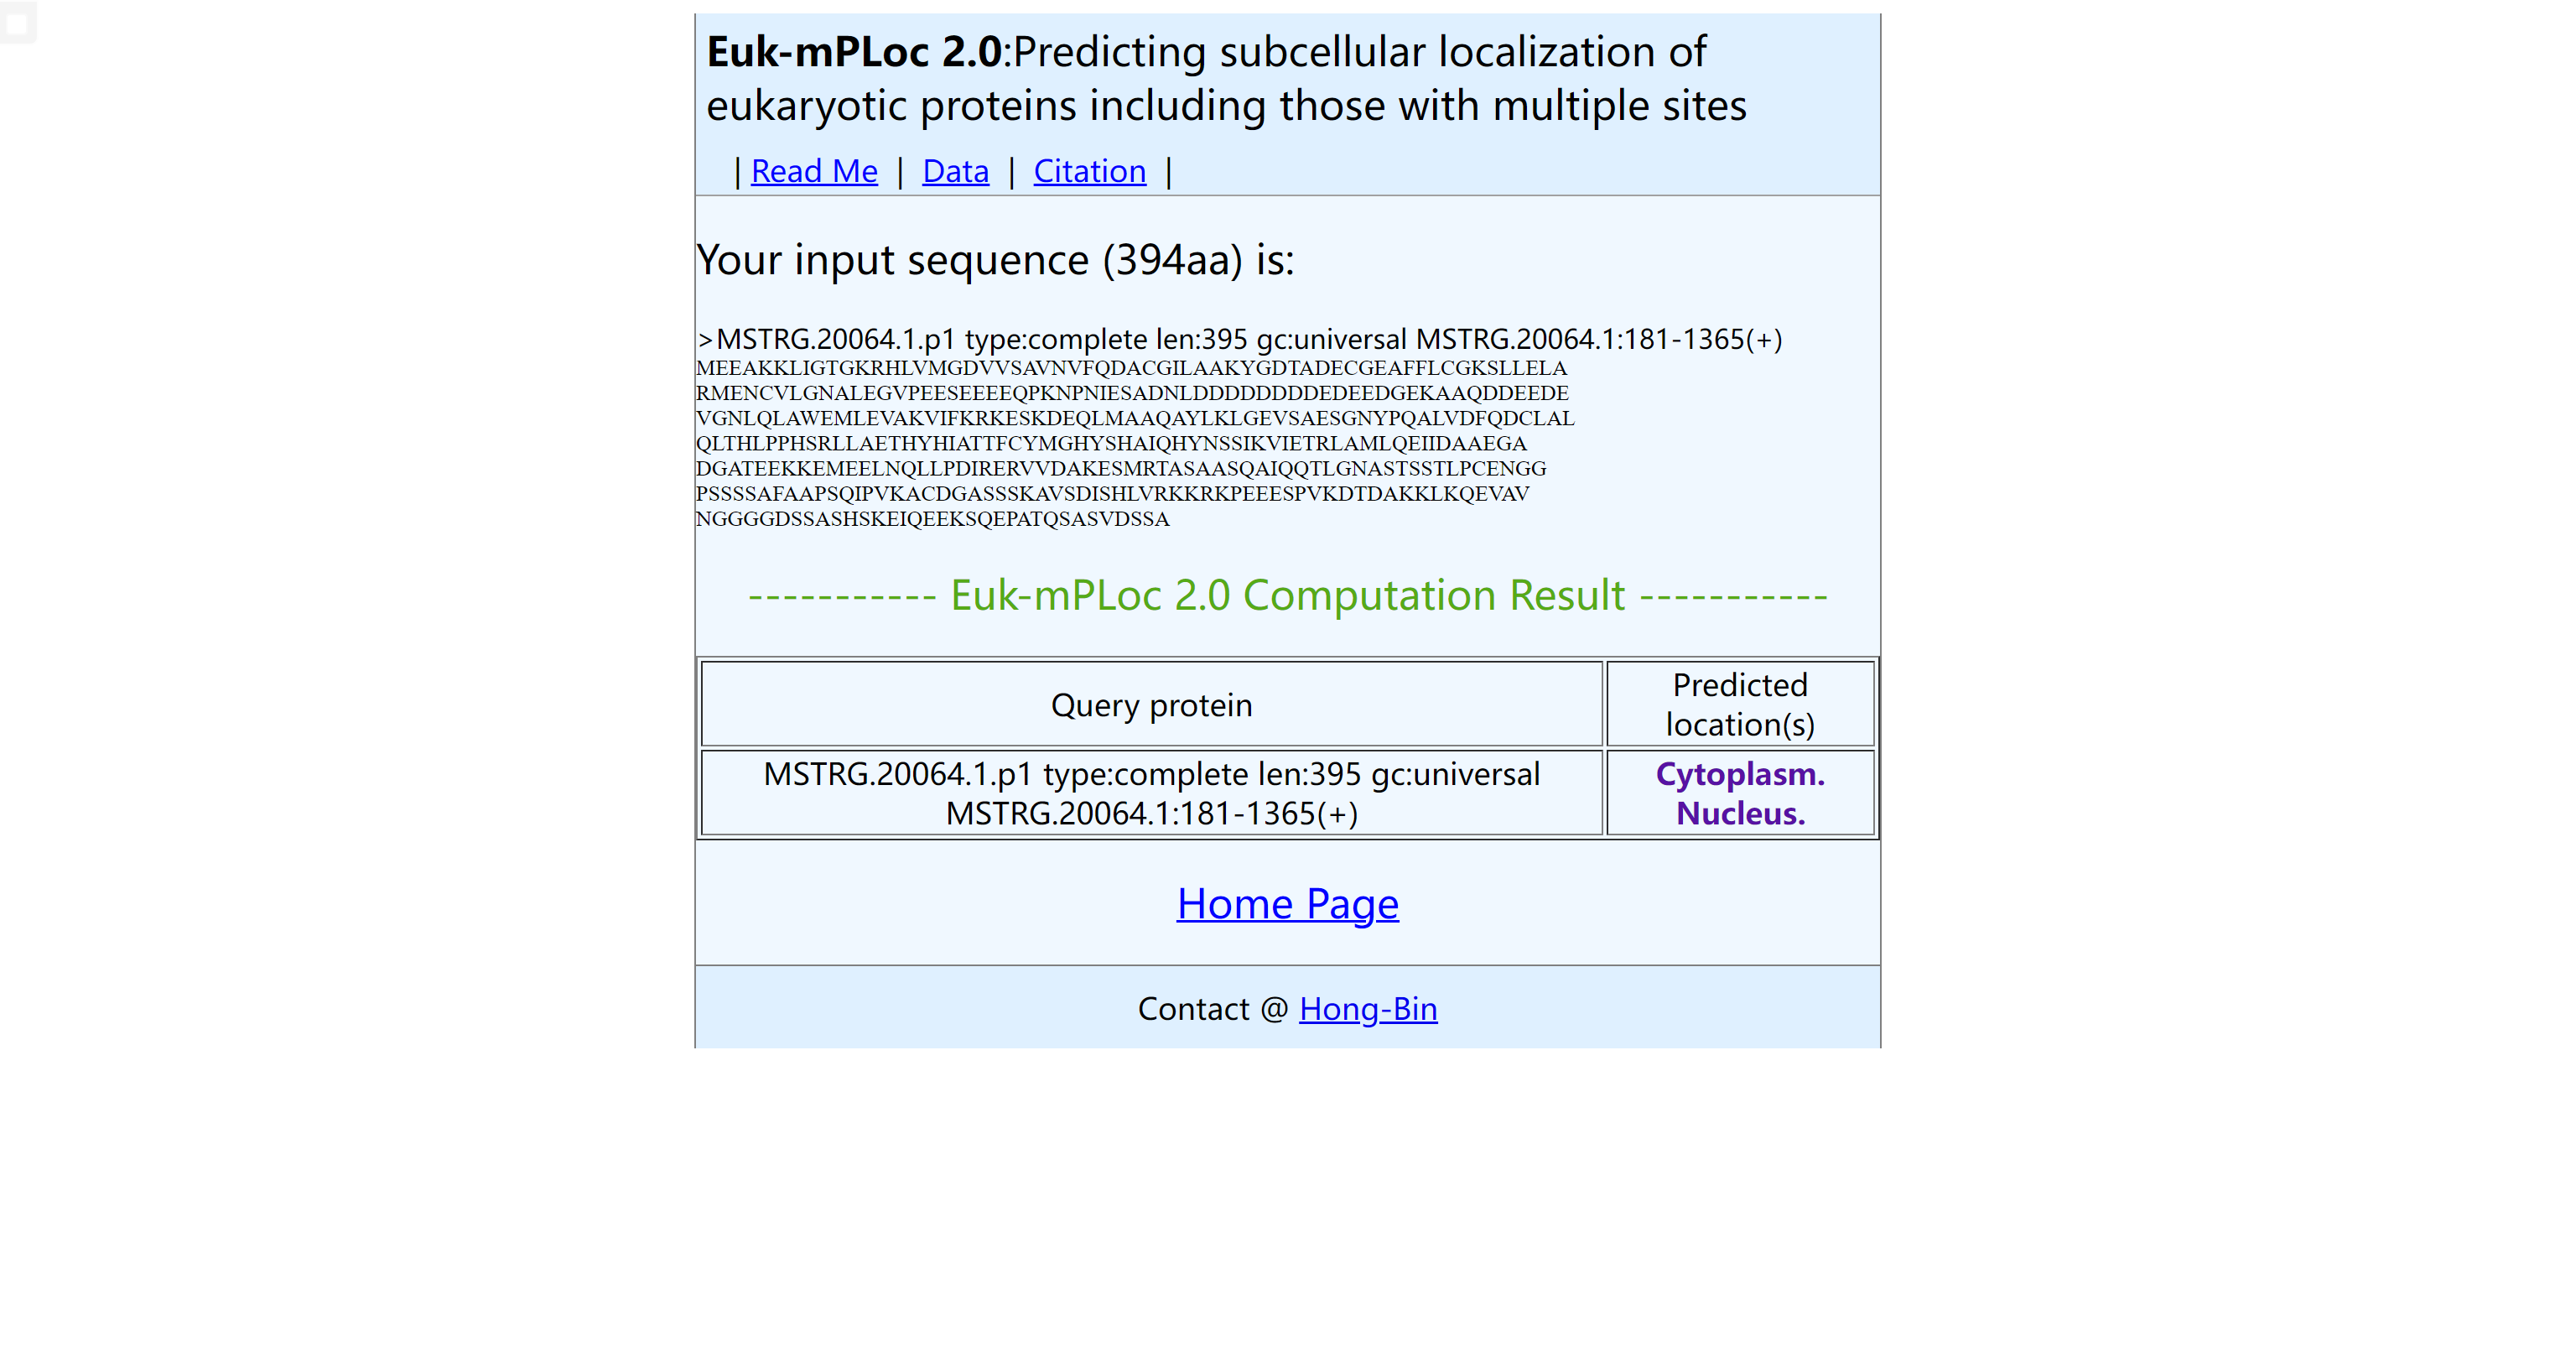 Euk-mPLoc 2.0:Predicting subcellular localization of
eukaryotic proteins including those with multiple sites
| Read Me | Data | Citation |
Your input sequence (394aa) is:
>MSTRG.20064.1.p1 type:complete len:395 gc:universal MSTRG.20064.1:181-1365(+)
MEEAKKLIGTGKRHLVMGDVVSAVNVFQDACGILAAKYGDTADECGEAFFLCGKSLLELA
RMENCVLGNALEGVPEESEEEEQPKNPNIESADNLDDDDDDDDEDEEDGEKAAQDDEEDE
VGNLQLAWEMLEVAKVIFKRKESKDEQLMAAQAYLKLGEVSAESGNYPQALVDFQDCLAL
QLTHLPPHSRLLAETHYHIATTFCYMGHYSHAIQHYNSSIKVIETRLAMLQEIIDAAEGA
DGATEEKKEMEELNQLLPDIRERVVDAKESMRTASAASQAIQQTLGNASTSSTLPCENGG
PSSSSAFAAPSQIPVKACDGASSSKAVSDISHLVRKKRKPEEESPVKDTDAKKLKQEVAV
NGGGGDSSASHSKEIQEEKSQEPATQSASVDSSA
----------- Euk-mPLoc 2.0 Computation Result -----------
Query protein
Predicted
location(s)
MSTRG.20064.1.p1 type:complete len:395 gc:universal
MSTRG.20064.1:181-1365(+)
Cytoplasm.
Nucleus.
Home Page
Contact @ Hong-Bin